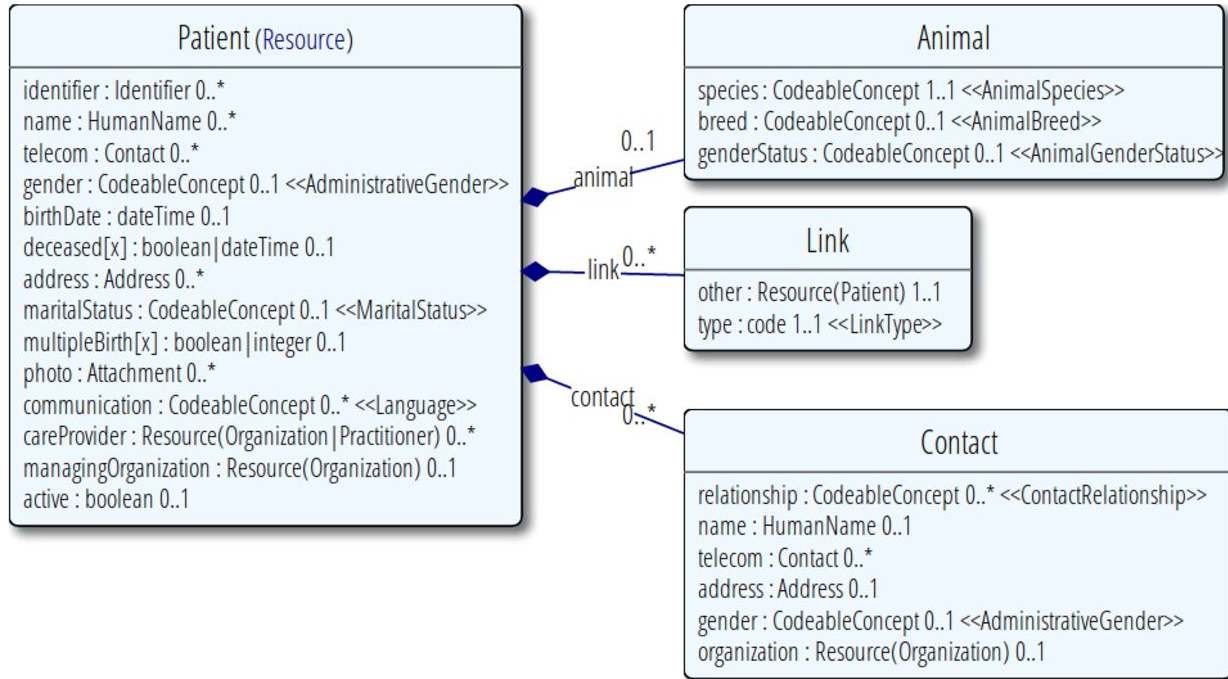 Patient (Resource)
identifier : Identifier 0..*
name : HumanName 0..*
telecom : Contact 0..*
gender : CodeableConcept 0..1 <<AdministrativeGender>>
birthDate : dateTime 0..1
deceased[x] : boolean|dateTime 0..1
address : Address 0..*
maritalStatus : CodeableConcept 0..1 <<MaritalStatus>>
multipleBirth[x] : boolean|integer 0..1
photo : Attachment 0..*
communication : CodeableConcept 0..* <<Language>>
careProvider : Resource(Organization|Practitioner) 0..*
managingOrganization : Resource(Organization) 0..1
active : boolean 0..1
0..1
animal
link 0..*
contact
0..*
Animal
species : CodeableConcept 1..1 <<AnimalSpecies>>
breed : CodeableConcept 0..1 <<AnimalBreed>>
genderStatus : CodeableConcept 0..1 <<AnimalGenderStatus>>
Link
other : Resource(Patient) 1..1
type : code 1..1 <<LinkType>>
Contact
relationship : CodeableConcept 0..* <<ContactRelationship>>
name : HumanName 0..1
telecom : Contact 0..*
address : Address 0..1
gender : CodeableConcept 0..1 <<AdministrativeGender>>
organization : Resource(Organization) 0..1